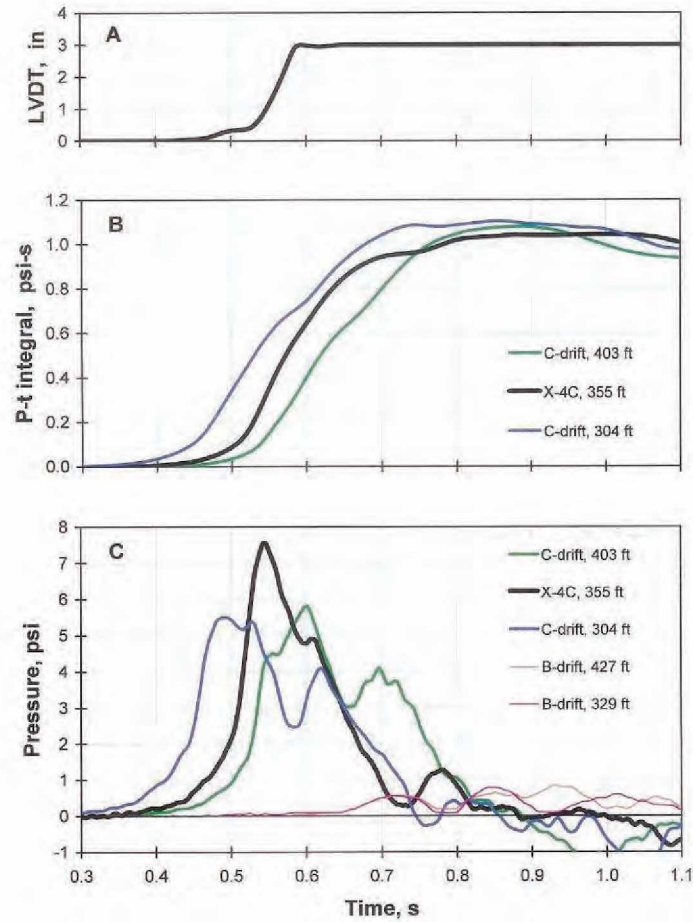 A
LVDT, in
4
3
2
1
0
B
P-t integral, psi-s
1.2
1.0
0.8
0.6
0.4
0.2
0.0
C-drift, 403 ft
X-4C, 355 ft
C-drift, 304 ft
C
Pressure, psi
8
7
6
5
4
3
2
1
0
-1
C-drift, 403 ft
X-4C, 355 ft
C-drift, 304 ft
B-drift, 427 ft
B-drift, 329 ft
0.3 0.4 0.5 0.6 0.7 0.8 0.9 1.0 1.1
Time, s